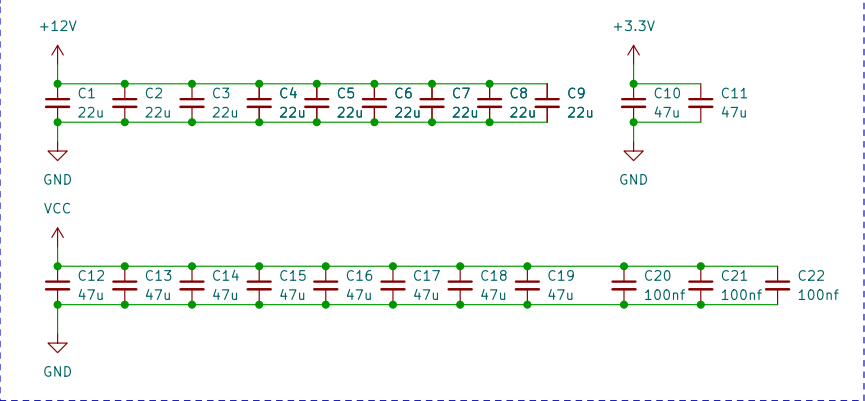 +12V +3.3V
C1 C2 C3 C4 C5 C6 C7 C8 C9 C10 C11
22u 22u 22u 22u 22u 22u 22u 22u 22u 47u 47u
GND GND
VCC
C12 C13 C14 C15 C16 C17 C18 C19 C20 C21 C22
47u 47u 47u 47u 47u 47u 47u 47u 100nf 100nf 100nf
GND